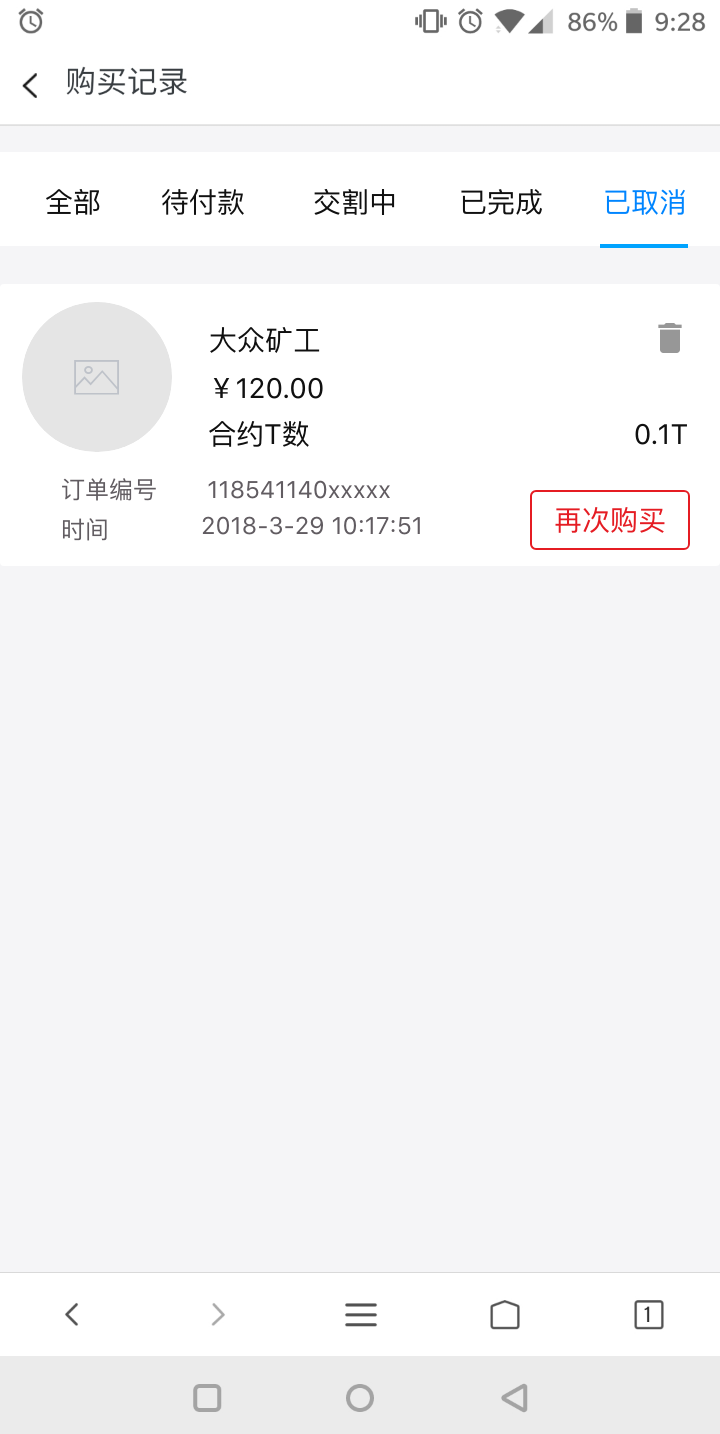 86% 9:28
购买记录
全部 待付款 交割中 已完成 已取消
大众矿工
￥120.00
合约T数 0.1T
订单编号 118541140xxxxx
时间 2018-3-29 10:17:51
再次购买
1